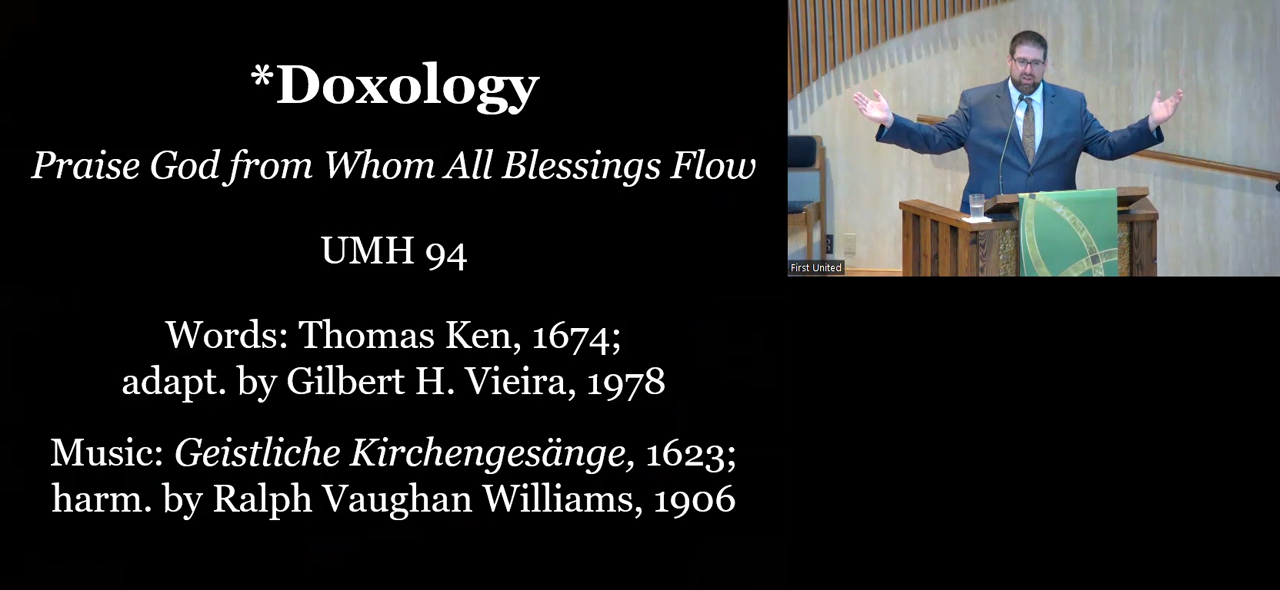 *Doxology
Praise God from Whom All Blessings Flow
UMH 94
Words: Thomas Ken, 1674;
adapt. by Gilbert H. Vieira, 1978
Music: Geistliche Kirchengesänge, 1623;
harm. by Ralph Vaughan Williams, 1906
First United